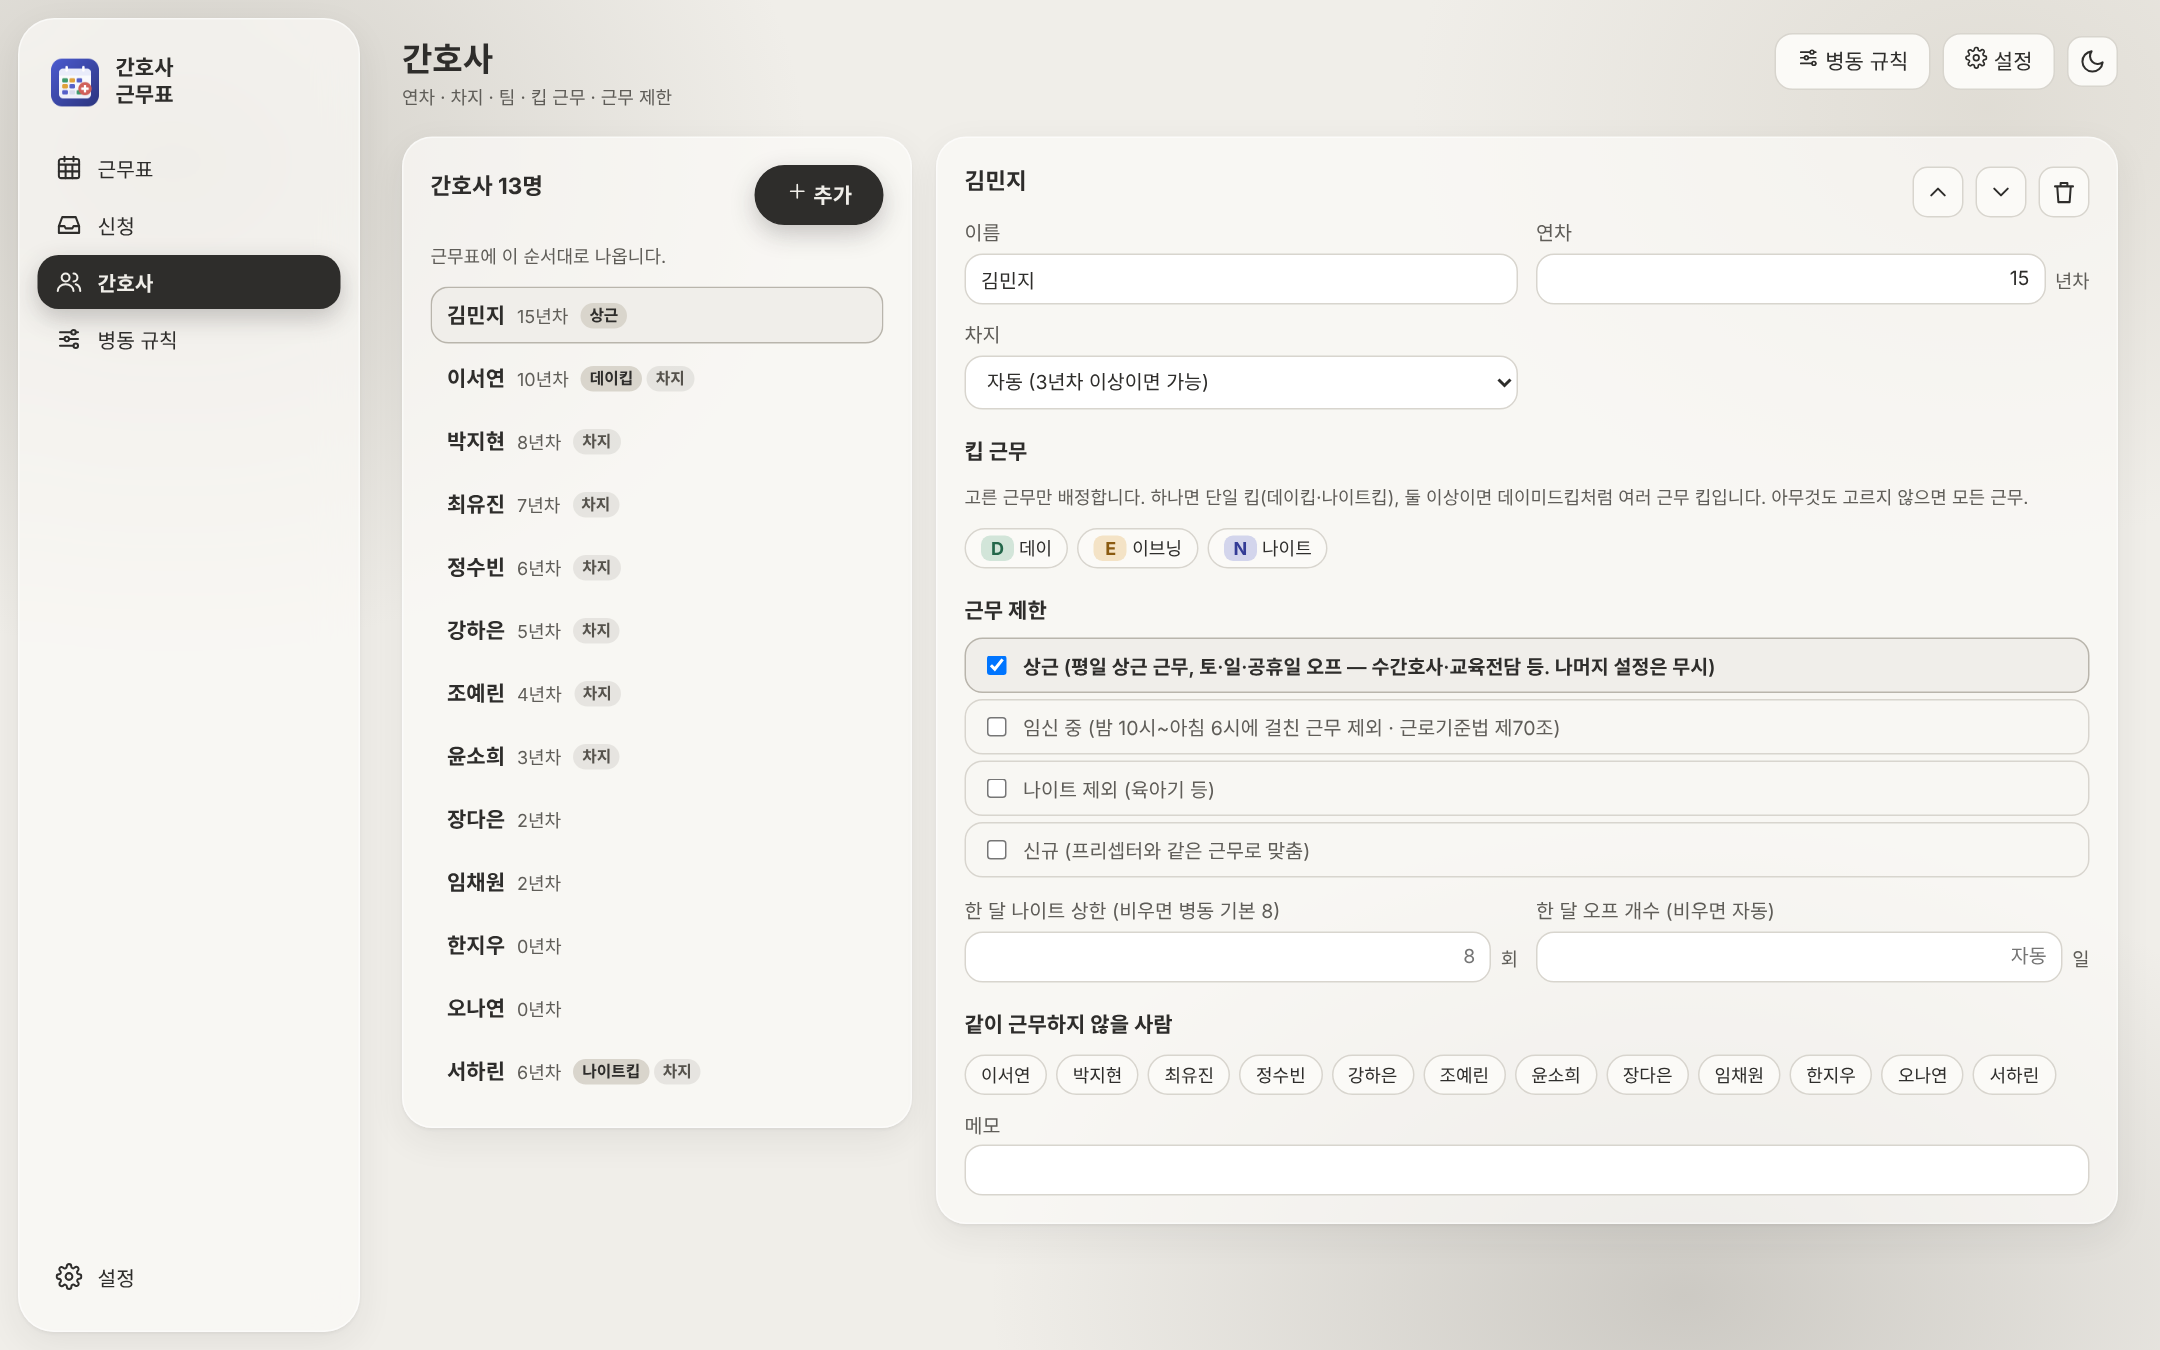 간호사
근무표
근무표
신청
간호사
병동 규칙
설정
간호사
연차 · 차지 · 팀 · 킵 근무 · 근무 제한
병동 규칙
설정
간호사 13명
+ 추가
근무표에 이 순서대로 나옵니다.
김민지 15년차 상근
이서연 10년차 데이킵 차지
박지현 8년차 차지
최유진 7년차 차지
정수빈 6년차 차지
강하은 5년차 차지
조예린 4년차 차지
윤소희 3년차 차지
장다은 2년차
임채원 2년차
한지우 0년차
오나연 0년차
서하린 6년차 나이트킵 차지
김민지
이름 연차
김민지 15 년차
차지
자동 (3년차 이상이면 가능)
킵 근무
고른 근무만 배정합니다. 하나면 단일 킵(데이킵·나이트킵), 둘 이상이면 데이미드킵처럼 여러 근무 킵입니다. 아무것도 고르지 않으면 모든 근무.
D 데이 E 이브닝 N 나이트
근무 제한
상근 (평일 상근 근무, 토·일·공휴일 오프 — 수간호사·교육전담 등. 나머지 설정은 무시)
임신 중 (밤 10시~아침 6시에 걸친 근무 제외 · 근로기준법 제70조)
나이트 제외 (육아기 등)
신규 (프리셉터와 같은 근무로 맞춤)
한 달 나이트 상한 (비우면 병동 기본 8) 한 달 오프 개수 (비우면 자동)
8 회 자동 일
같이 근무하지 않을 사람
이서연 박지현 최유진 정수빈 강하은 조예린 윤소희 장다은 임채원 한지우 오나연 서하린
메모